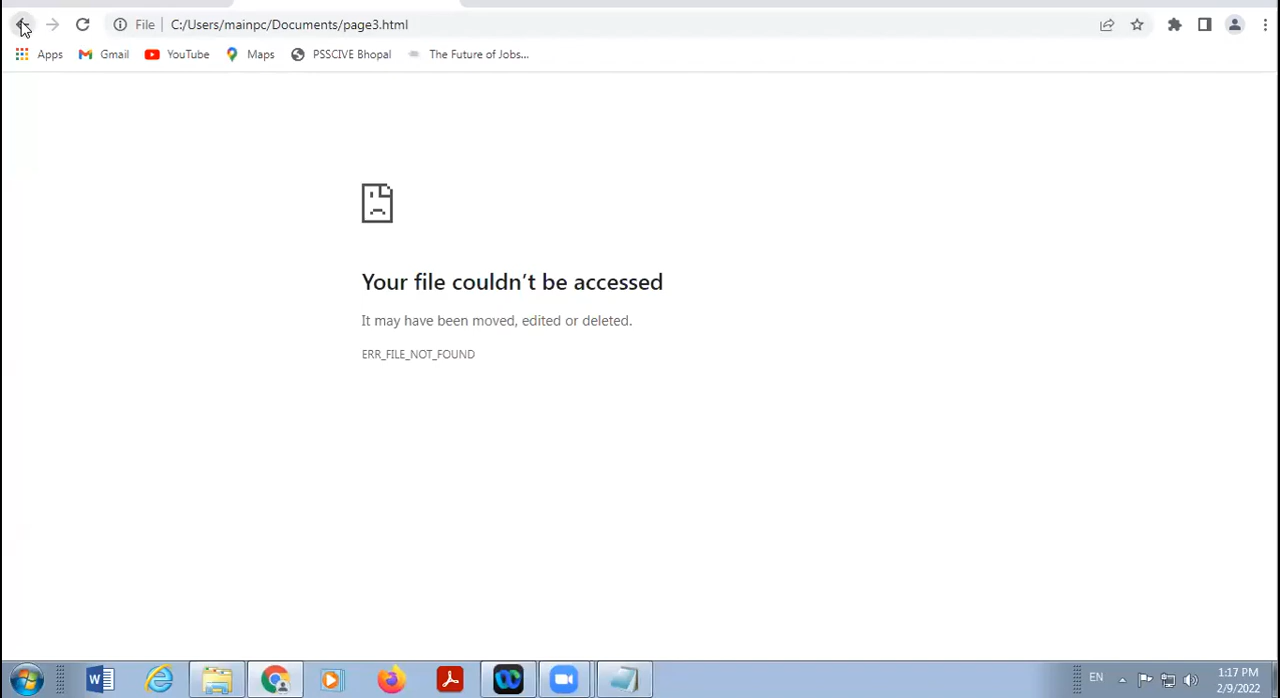 File C:/Users/mainpc/Documents/page3.html
Apps Gmail YouTube Maps PSSCIVE Bhopal The Future of Jobs...
Your file couldn't be accessed
It may have been moved, edited or deleted.
ERR_FILE_NOT_FOUND
EN 1:17 PM
2/9/2022